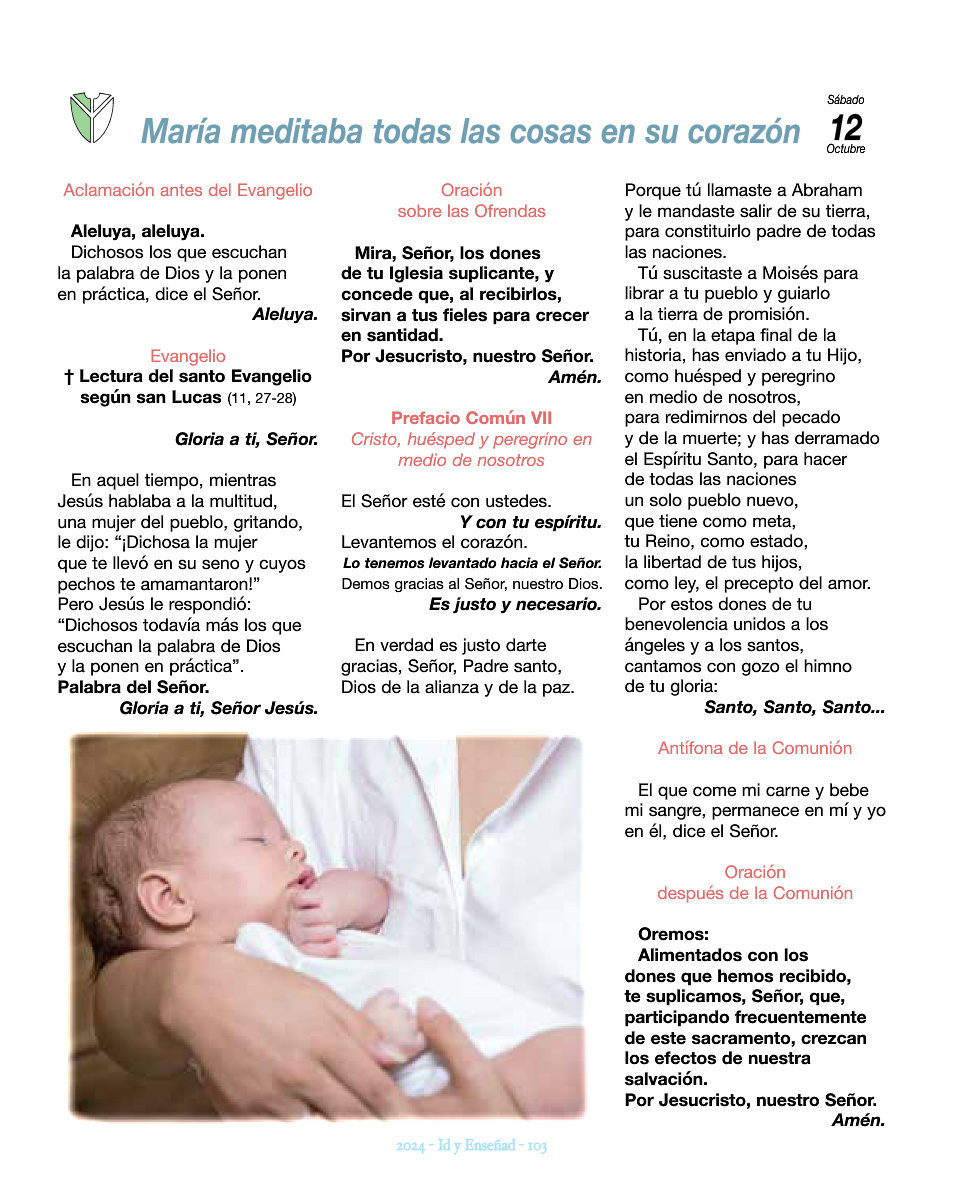 María meditaba todas las cosas en su corazón
Sábado
12
Octubre
Aclamación antes del Evangelio
Aleluya, aleluya.
Dichosos los que escuchan
la palabra de Dios y la ponen
en práctica, dice el Señor.
Aleluya.
Evangelio
† Lectura del santo Evangelio
según san Lucas (11, 27-28)
Gloria a ti, Señor.
En aquel tiempo, mientras
Jesús hablaba a la multitud,
una mujer del pueblo, gritando,
le dijo: “¡Dichosa la mujer
que te llevó en su seno y cuyos
pechos te amamantaron!”
Pero Jesús le respondió:
“Dichosos todavía más los que
escuchan la palabra de Dios
y la ponen en práctica”.
Palabra del Señor.
Gloria a ti, Señor Jesús.
Oración
sobre las Ofrendas
Mira, Señor, los dones
de tu Iglesia suplicante, y
concede que, al recibirlos,
sirvan a tus fieles para crecer
en santidad.
Por Jesucristo, nuestro Señor.
Amén.
Prefacio Común VII
Cristo, huésped y peregrino en
medio de nosotros
El Señor esté con ustedes.
Y con tu espíritu.
Levantemos el corazón.
Lo tenemos levantado hacia el Señor.
Demos gracias al Señor, nuestro Dios.
Es justo y necesario.
En verdad es justo darte
gracias, Señor, Padre santo,
Dios de la alianza y de la paz.
Porque tú llamaste a Abraham
y le mandaste salir de su tierra,
para constituirlo padre de todas
las naciones.
Tú suscitaste a Moisés para
librar a tu pueblo y guiarlo
a la tierra de promisión.
Tú, en la etapa final de la
historia, has enviado a tu Hijo,
como huésped y peregrino
en medio de nosotros,
para redimirnos del pecado
y de la muerte; y has derramado
el Espíritu Santo, para hacer
de todas las naciones
un solo pueblo nuevo,
que tiene como meta,
tu Reino, como estado,
la libertad de tus hijos,
como ley, el precepto del amor.
Por estos dones de tu
benevolencia unidos a los
ángeles y a los santos,
cantamos con gozo el himno
de tu gloria:
Santo, Santo, Santo...
Antífona de la Comunión
El que come mi carne y bebe
mi sangre, permanece en mí y yo
en él, dice el Señor.
Oración
después de la Comunión
Oremos:
Alimentados con los
dones que hemos recibido,
te suplicamos, Señor, que,
participando frecuentemente
de este sacramento, crezcan
los efectos de nuestra
salvación.
Por Jesucristo, nuestro Señor.
Amén.
2024 - Id y Enseñad - 103